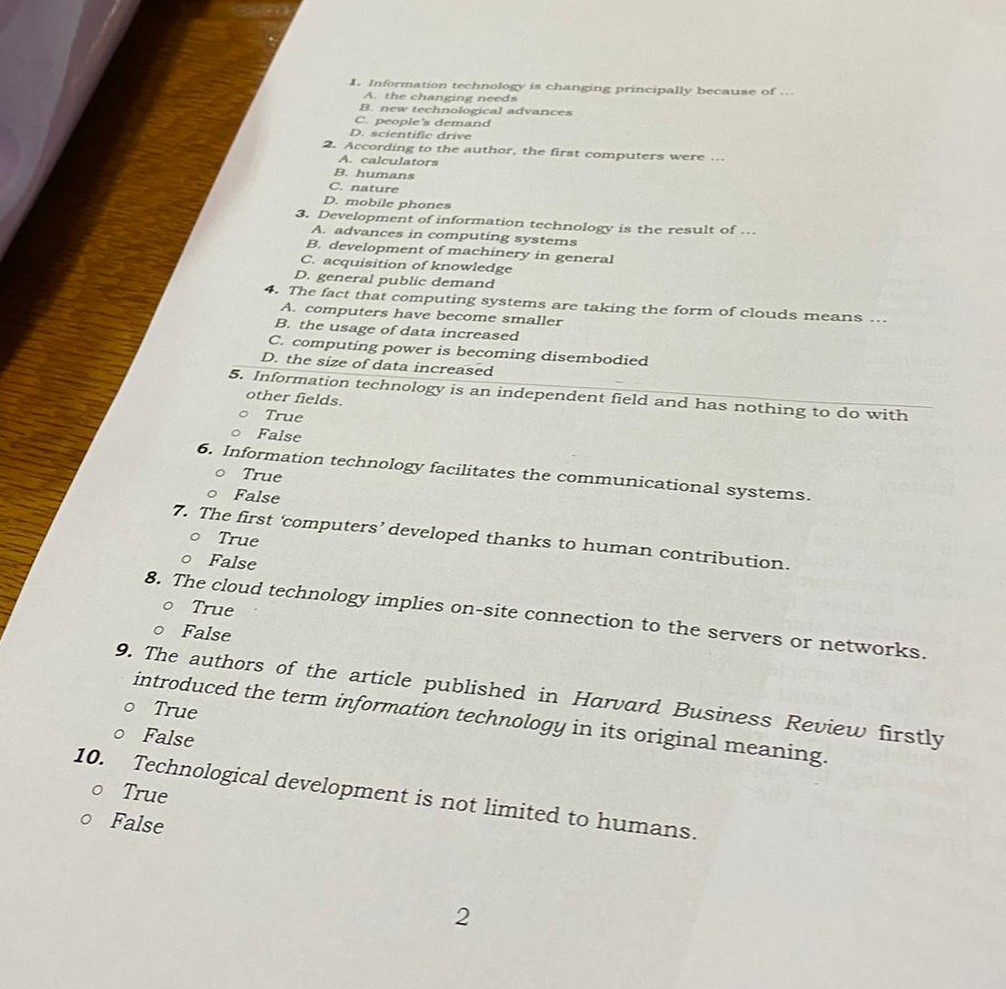 1. Information technology is changing principally because of ...
A. the changing needs
B. new technological advances
C. people's demand
D. scientific drive
2. According to the author, the first computers were ...
A. calculators
B. humans
C. nature
D. mobile phones
3. Development of information technology is the result of ...
A. advances in computing systems
B. development of machinery in general
C. acquisition of knowledge
D. general public demand
4. The fact that computing systems are taking the form of clouds means ...
A. computers have become smaller
B. the usage of data increased
C. computing power is becoming disembodied
D. the size of data increased
5. Information technology is an independent field and has nothing to do with
other fields.
o True
o False
6. Information technology facilitates the communicational systems.
o True
o False
7. The first 'computers' developed thanks to human contribution.
o True
o False
8. The cloud technology implies on-site connection to the servers or networks.
o True
o False
9. The authors of the article published in Harvard Business Review firstly
introduced the term information technology in its original meaning.
o True
o False
10. Technological development is not limited to humans.
o True
o False
2